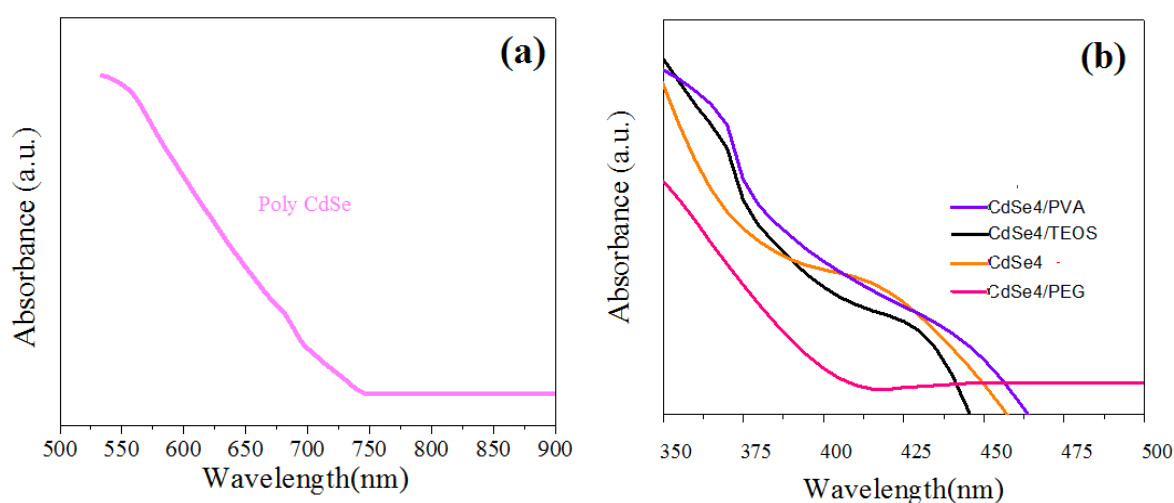 (a)
Absorbance (a.u.)
Poly CdSe
500 550 600 650 700 750 800 850 900
Wavelength(nm)
(b)
Absorbance (a.u.)
CdSe4/PVA
CdSe4/TEOS
CdSe4
CdSe4/PEG
350 375 400 425 450 475 500
Wavelength(nm)